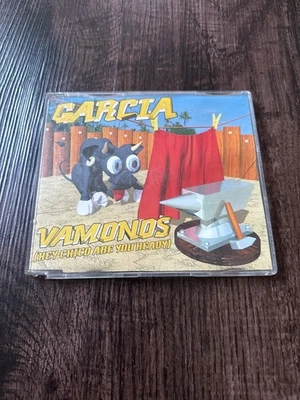 GARCIA
VAMONOS
(HEY CHICO ARE YOU READY)